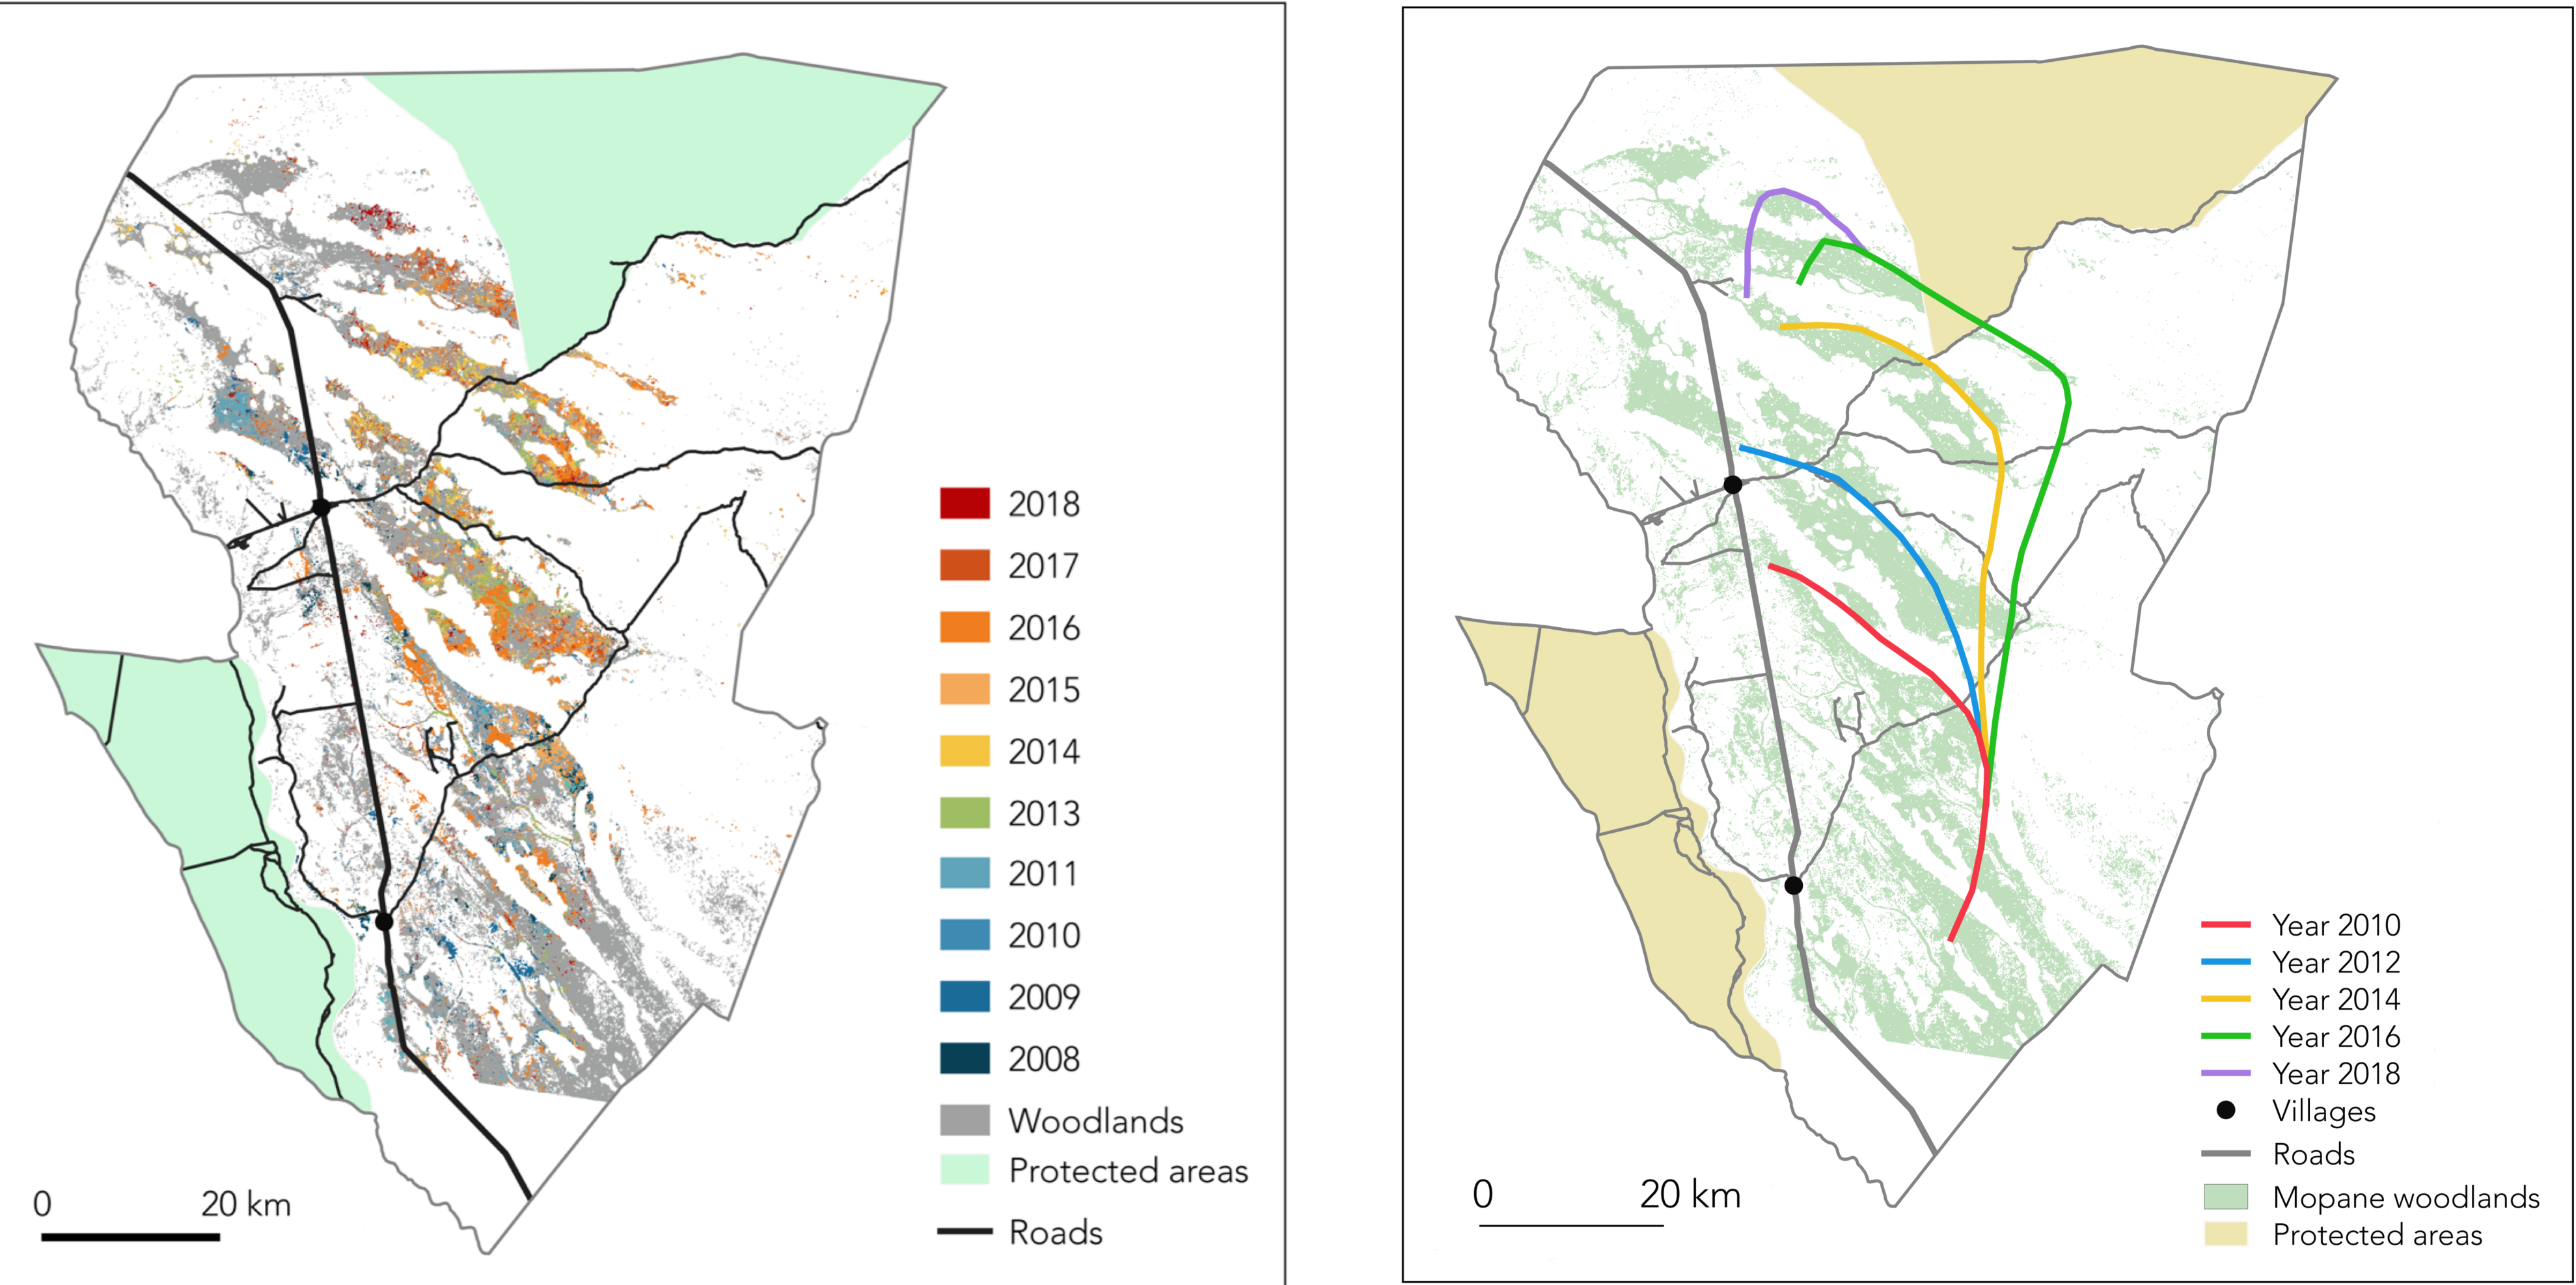 2018
2017
2016
2015
2014
2013
2011
2010
2009
2008
Woodlands
Protected areas
Roads
0 20 km
Year 2010
Year 2012
Year 2014
Year 2016
Year 2018
Villages
Roads
Mopane woodlands
Protected areas
0 20 km